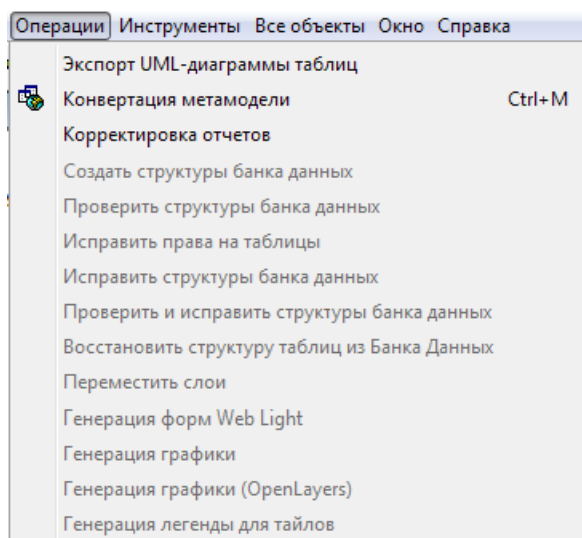 Операции Инструменты Все объекты Окно Справка
Экспорт UML-диаграммы таблиц
Конвертация метамодели Ctrl+M
Корректировка отчетов
Создать структуры банка данных
Проверить структуры банка данных
Исправить права на таблицы
Исправить структуры банка данных
Проверить и исправить структуры банка данных
Восстановить структуру таблиц из Банка Данных
Переместить слои
Генерация форм Web Light
Генерация графики
Генерация графики (OpenLayers)
Генерация легенды для тайлов